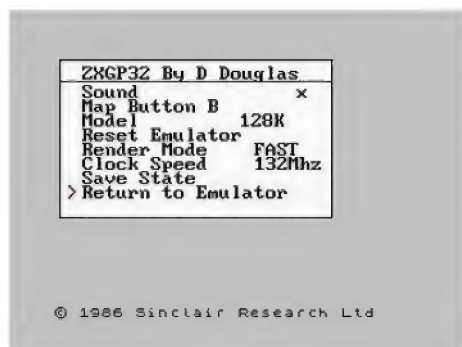 ZXGP32 By D Douglas
Sound x
Map Button B
Model 128K
Reset Emulator
Render Mode FAST
Clock Speed 132Mhz
Save State
> Return to Emulator
© 1986 Sinclair Research Ltd